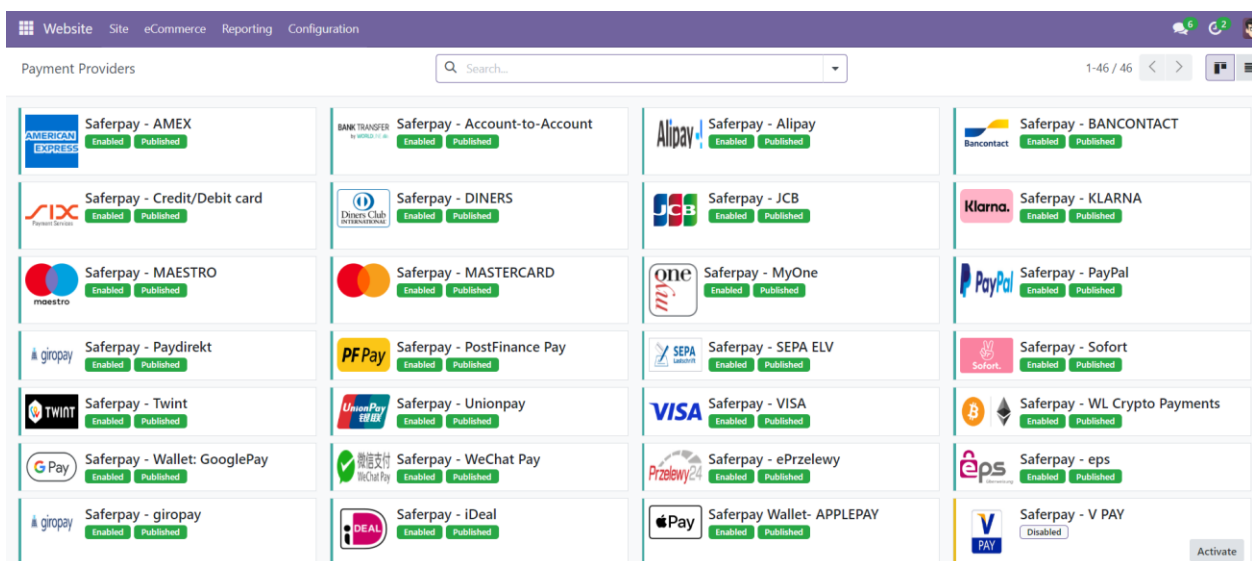 Website Site eCommerce Reporting Configuration 6 2
Payment Providers Search... 1-46 / 46
AMERICAN EXPRESS Saferpay - AMEX
Enabled Published
BANK TRANSFER Saferpay - Account-to-Account
Enabled Published
Alipay Saferpay - Alipay
Enabled Published
Bancontact Saferpay - BANCONTACT
Enabled Published
SIX Payment Services Saferpay - Credit/Debit card
Enabled Published
Diners Club INTERNATIONAL Saferpay - DINERS
Enabled Published
JCB Saferpay - JCB
Enabled Published
Klarna. Saferpay - KLARNA
Enabled Published
maestro Saferpay - MAESTRO
Enabled Published
Saferpay - MASTERCARD
Enabled Published
my one Saferpay - MyOne
Enabled Published
PayPal Saferpay - PayPal
Enabled Published
giropay Saferpay - Paydirekt
Enabled Published
PF Pay Saferpay - PostFinance Pay
Enabled Published
SEPA Lastschrift Saferpay - SEPA ELV
Enabled Published
Sofort. Saferpay - Sofort
Enabled Published
TWINT Saferpay - Twint
Enabled Published
UnionPay 银联 Saferpay - Unionpay
Enabled Published
VISA Saferpay - VISA
Enabled Published
Saferpay - WL Crypto Payments
Enabled Published
G Pay Saferpay - Wallet: GooglePay
Enabled Published
微信支付 WeChat Pay Saferpay - WeChat Pay
Enabled Published
Przelewy24 Saferpay - ePrzelewy
Enabled Published
eps Saferpay - eps
Enabled Published
giropay Saferpay - giropay
Enabled Published
iDEAL Saferpay - iDeal
Enabled Published
Pay Saferpay Wallet- APPLEPAY
Enabled Published
V PAY Saferpay - V PAY
Disabled
Activate